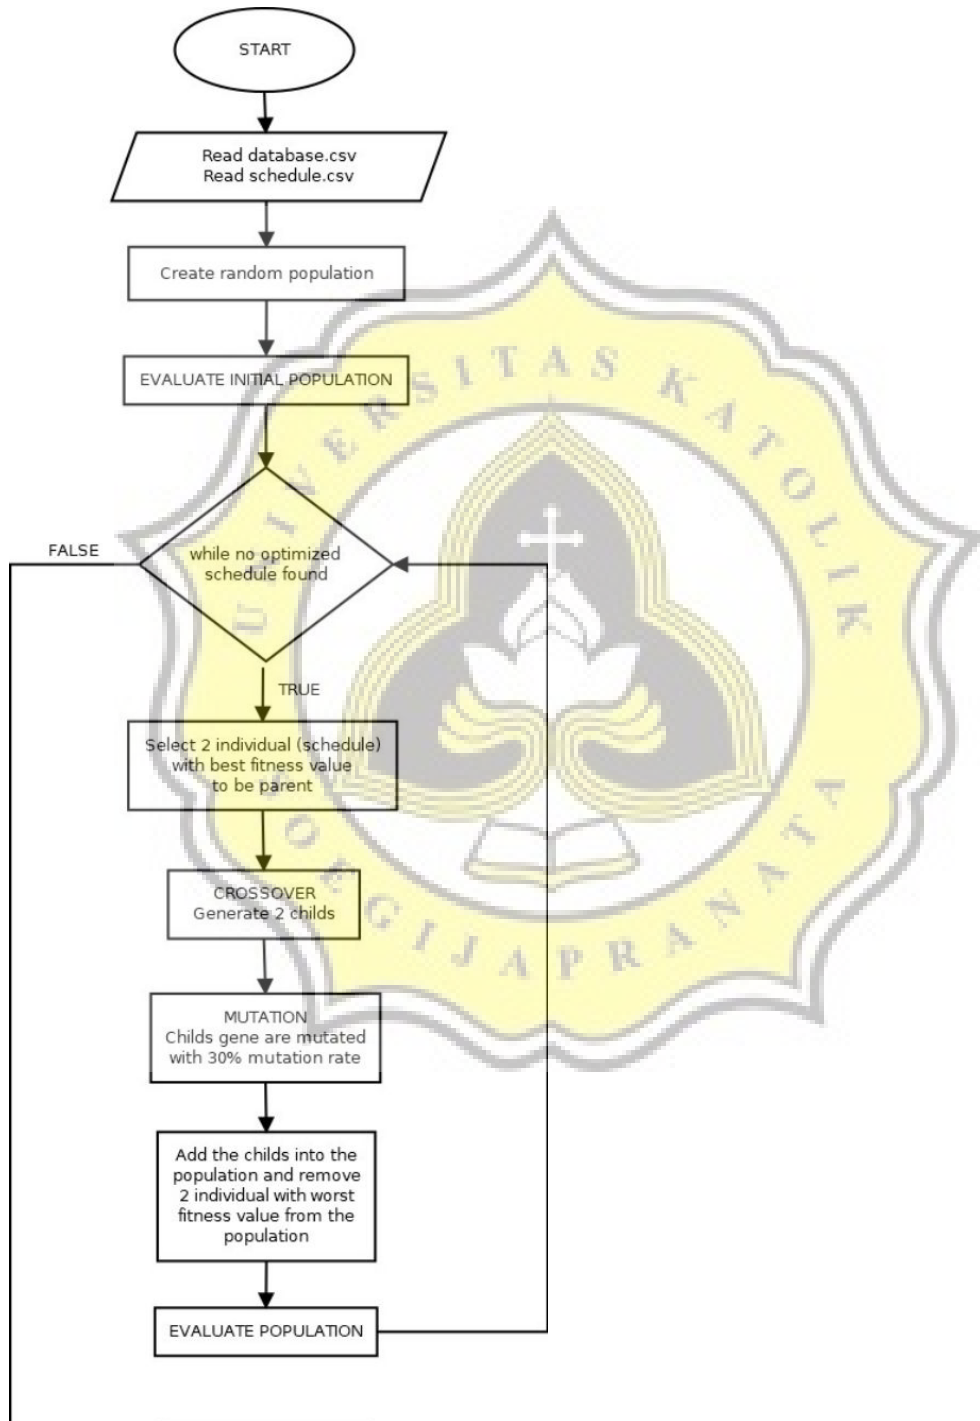 START
Read database.csv
Read schedule.csv
Create random population
EVALUATE INITIAL POPULATION
while no optimized
schedule found
FALSE
TRUE
Select 2 individual (schedule)
with best fitness value
to be parent
CROSSOVER
Generate 2 childs
MUTATION
Childs gene are mutated
with 30% mutation rate
Add the childs into the
population and remove
2 individual with worst
fitness value from the
population
EVALUATE POPULATION
UNIVERSITAS KATOLIK
SOEGIJAPRANATA